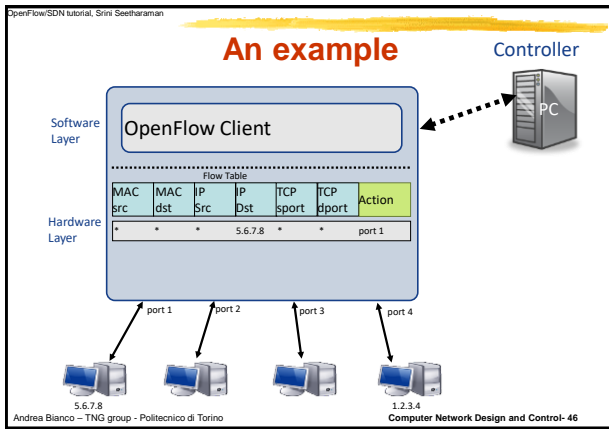 OpenFlow/SDN tutorial, Srini Seetharaman
An example
Controller
PC
Software
Layer
OpenFlow Client
Flow Table
MAC src MAC dst IP Src IP Dst TCP sport TCP dport Action
Hardware
Layer
* * * 5.6.7.8 * * port 1
port 1 port 2 port 3 port 4
5.6.7.8 1.2.3.4
Andrea Bianco – TNG group - Politecnico di Torino Computer Network Design and Control- 46